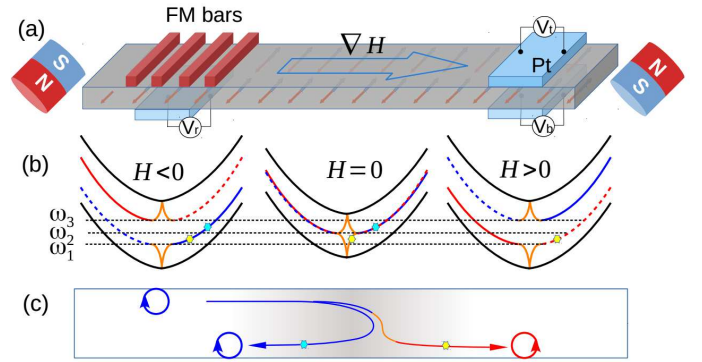 FM bars
(a)
∇ H
V_t
Pt
S
N
N
S
V_r
V_b
(b)
H<0
H=0
H>0
ω_3
ω_2
ω_1
(c)